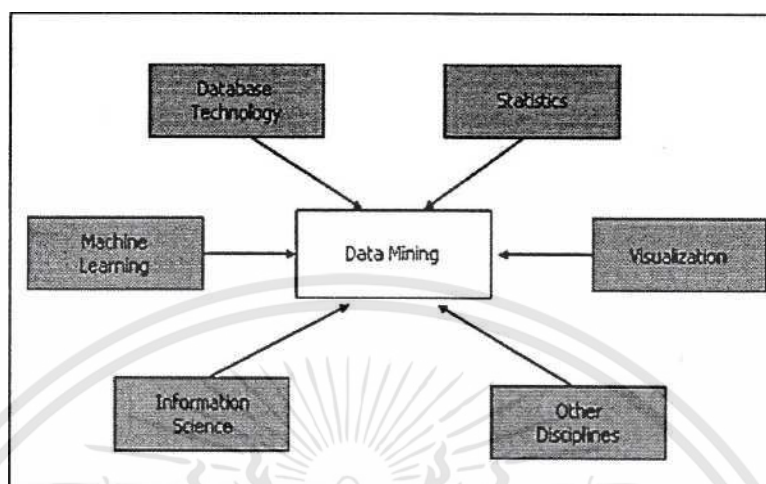 Database
Technology
Statistics
Machine
Learning
Data Mining
Visualization
Information
Science
Other
Disciplines